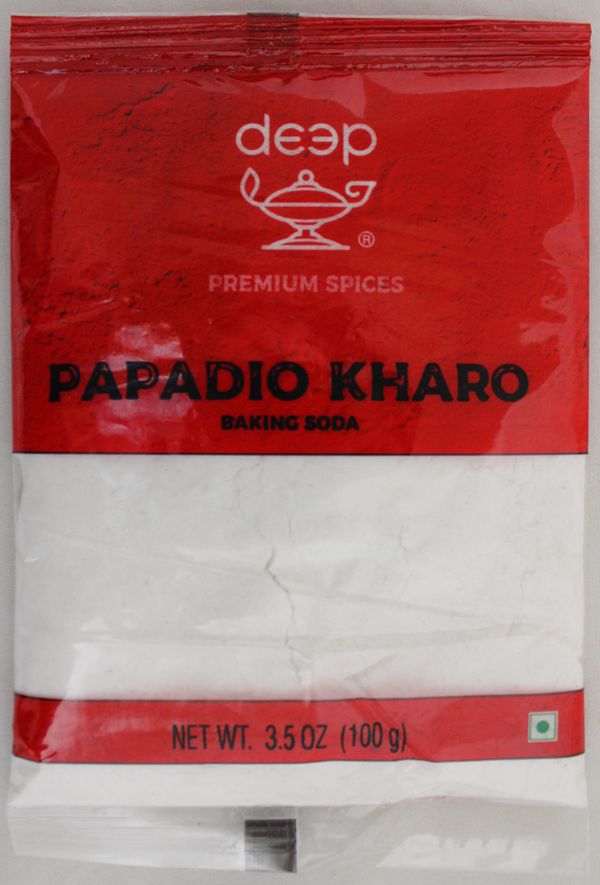 deep
®
PREMIUM SPICES
PAPADIO KHARO
BAKING SODA
NET WT. 3.5 OZ (100 g)